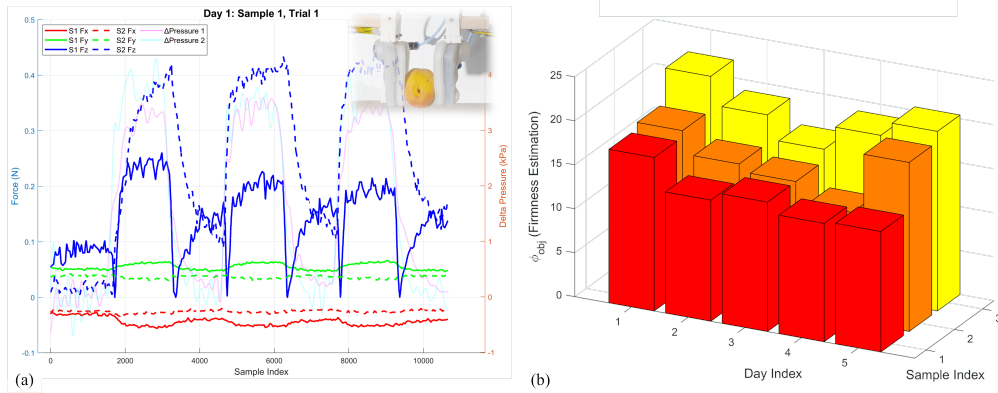 Day 1: Sample 1, Trial 1
S1 Fx S2 Fx ΔPressure 1
S1 Fy S2 Fy ΔPressure 2
S1 Fz S2 Fz
0.5
0.4
0.3
0.2
0.1
0
-0.1
Force (N)
4
3
2
1
0
-1
Delta Pressure (kPa)
0 2000 4000 6000 8000 10000
Sample Index
(a)
25
20
15
10
5
0
ϕobj (Firmness Estimation)
1
2
3
4
5
Day Index
1
2
3
Sample Index
(b)